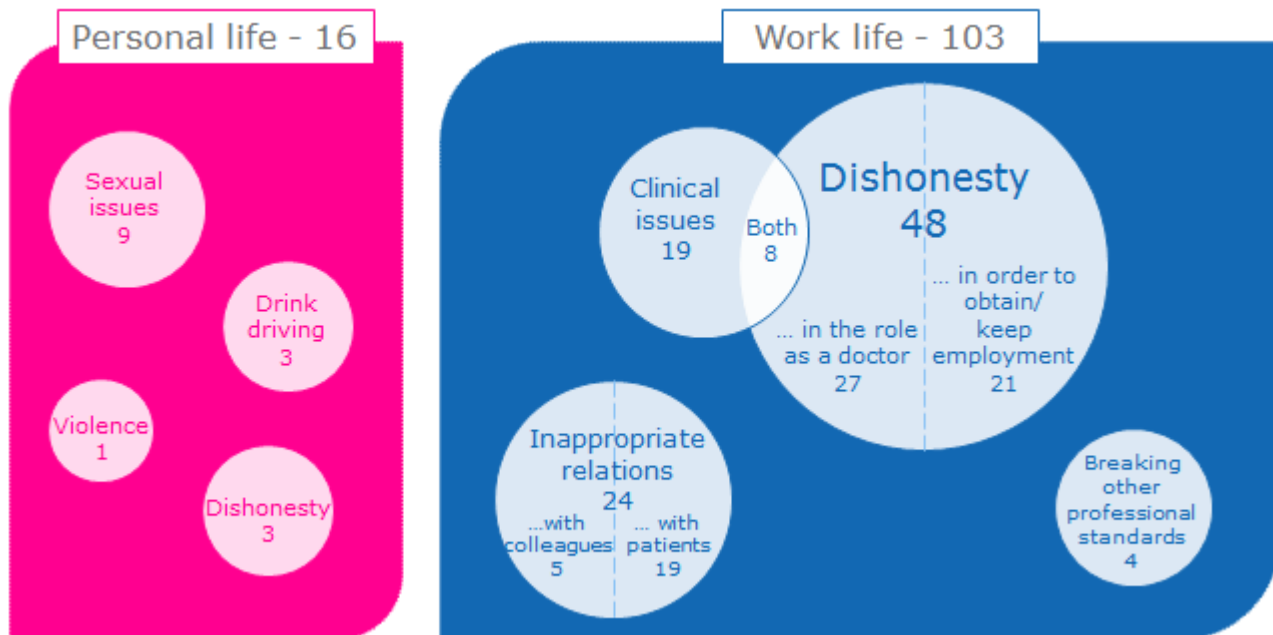 Personal life - 16
Sexual
issues
9
Drink
driving
3
Violence
1
Dishonesty
3
Work life - 103
Clinical
issues
19
Both
8
Dishonesty
48
... in the role
as a doctor
27
... in order to
obtain/
keep
employment
21
Inappropriate
relations
24
...with
colleagues
5
... with
patients
19
Breaking
other
professional
standards
4